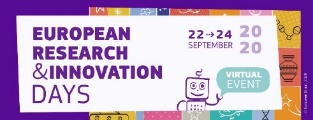 EUROPEAN
RESEARCH
&INNOVATION
DAYS
22→24
SEPTEMBER
20
20
VIRTUAL
EVENT